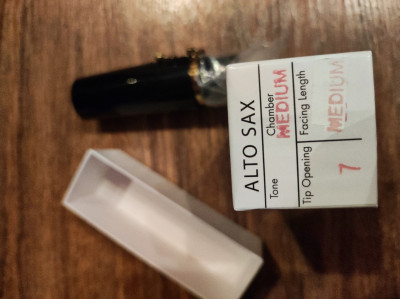 ALTO SAX
Tone Chamber
MEDIUM
Tip Opening Facing Length
7 MEDIUM